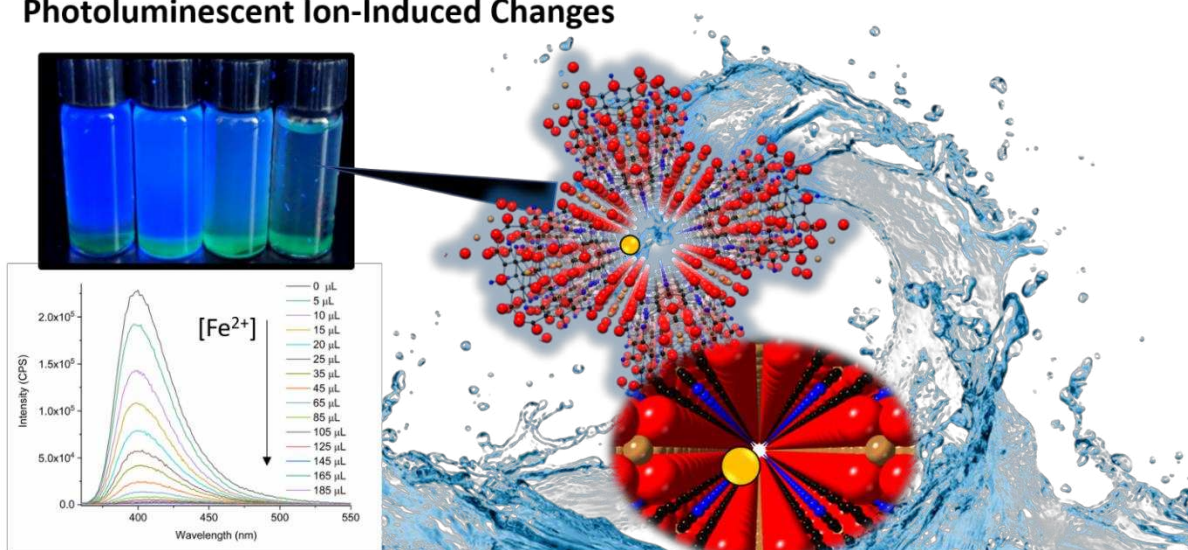 Photoluminescent Ion-Induced Changes
[Fe²⁺]
0 μL
5 μL
10 μL
15 μL
20 μL
25 μL
35 μL
45 μL
65 μL
85 μL
105 μL
125 μL
145 μL
165 μL
185 μL
Intensity (CPS)
2.0x10⁵
1.5x10⁵
1.0x10⁵
5.0x10⁴
0.0
400
450
500
550
Wavelength (nm)